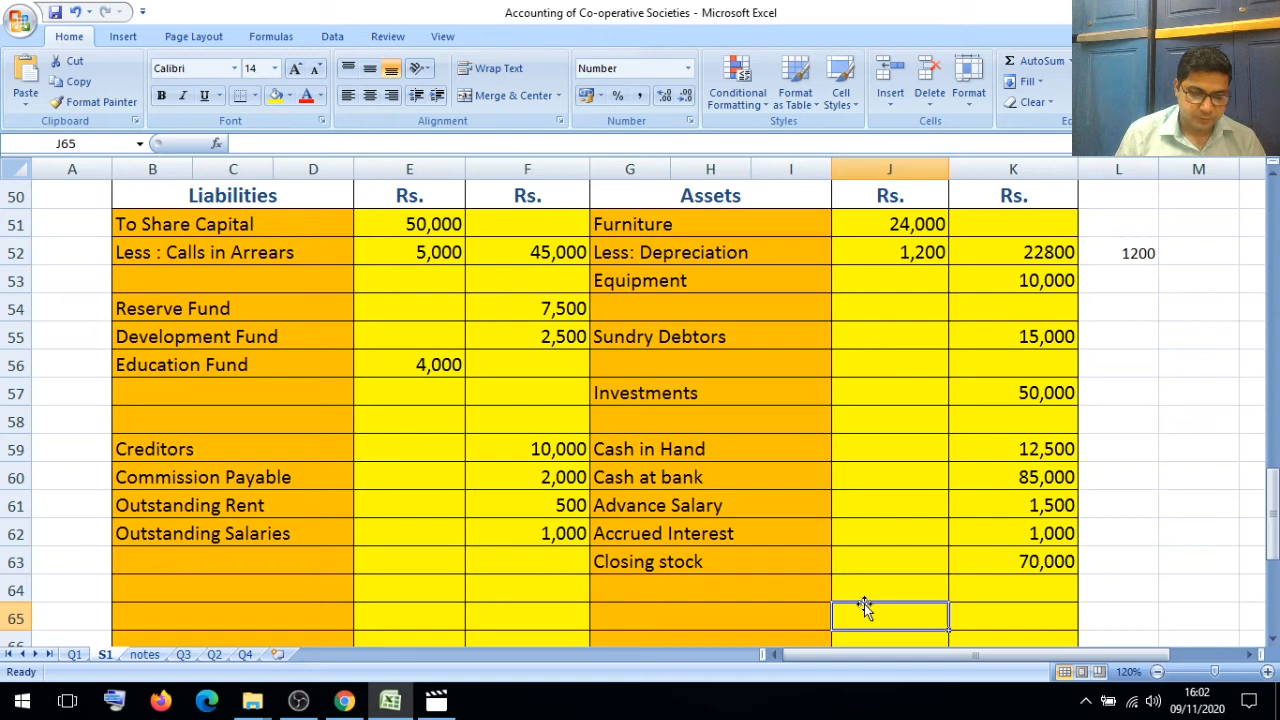 Accounting of Co-operative Societies - Microsoft Excel
Home Insert Page Layout Formulas Data Review View
Paste Cut Copy Format Painter Clipboard
Calibri 14 B I U A A A Font
Wrap Text Merge & Center Alignment
Number % , Number
Conditional Formatting Format as Table Cell Styles Styles
Insert Delete Format Cells
Σ AutoSum Fill Clear
J65 fx
A B C D E F G H I J K L M
50 Liabilities Rs. Rs. Assets Rs. Rs.
51 To Share Capital 50,000 Furniture 24,000
52 Less : Calls in Arrears 5,000 45,000 Less: Depreciation 1,200 22800 1200
53 Equipment 10,000
54 Reserve Fund 7,500
55 Development Fund 2,500 Sundry Debtors 15,000
56 Education Fund 4,000
57 Investments 50,000
58
59 Creditors 10,000 Cash in Hand 12,500
60 Commission Payable 2,000 Cash at bank 85,000
61 Outstanding Rent 500 Advance Salary 1,500
62 Outstanding Salaries 1,000 Accrued Interest 1,000
63 Closing stock 70,000
64
65
66
Q1 S1 notes Q3 Q2 Q4
Ready 120%
16:02
09/11/2020